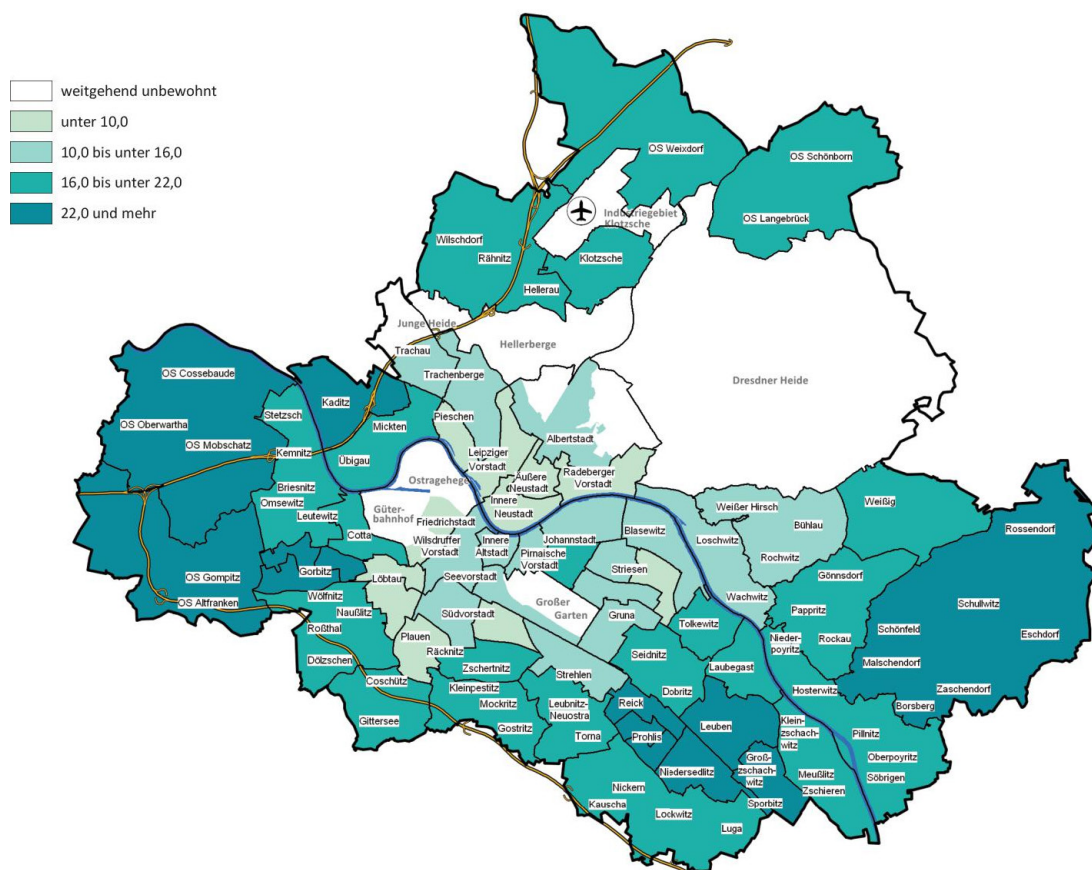 weitgehend unbewohnt
unter 10,0
10,0 bis unter 16,0
16,0 bis unter 22,0
22,0 und mehr
OS Weixdorf
OS Schönborn
OS Langebrück
Industriegebiet
Klotzsche
Wilschdorf
Rähnitz
Klotzsche
Hellerau
Junge Heide
Hellerberge
Trachau
Trachenberge
Dresdner Heide
OS Cossebaude
Kaditz
OS Oberwartha
OS Mobschatz
Stetzsch
Mickten
Pieschen
Kemnitz
Übigau
Leipziger
Vorstadt
Albertstadt
Äußere
Neustadt
Radeberger
Vorstadt
Ostragehege
Innere
Neustadt
Briesnitz
Omsewitz
Leutewitz
Cotta
Güter-
bahnhof
Friedrichstadt
Wilsdruffer
Vorstadt
Innere
Altstadt
Pirnaische
Vorstadt
Johannstadt
Blasewitz
Weißer Hirsch
Loschwitz
Bühlau
Rochwitz
Weißig
Rossendorf
OS Gompitz
Gorbitz
OS Altfranken
Wölfnitz
Löbtau
Naußlitz
Roßthal
Dölzschen
Seevorstadt
Südvorstadt
Großer
Garten
Striesen
Gruna
Wachwitz
Gönnsdorf
Pappritz
Rockau
Nieder-
poyritz
Schullwitz
Schönfeld
Eschdorf
Malschendorf
Zaschendorf
Borsberg
Plauen
Räcknitz
Zschertnitz
Coschütz
Gittersee
Kleinpestitz
Mockritz
Gostritz
Strehlen
Leubnitz-
Neuostra
Torna
Tolkewitz
Seidnitz
Dobritz
Laubegast
Hosterwitz
Reick
Prohlis
Leuben
Klein-
zschach-
witz
Pillnitz
Oberpoyritz
Söbrigen
Niedersedlitz
Groß-
zschach-
witz
Meußlitz
Zschieren
Sporbitz
Nickern
Kauscha
Lockwitz
Luga